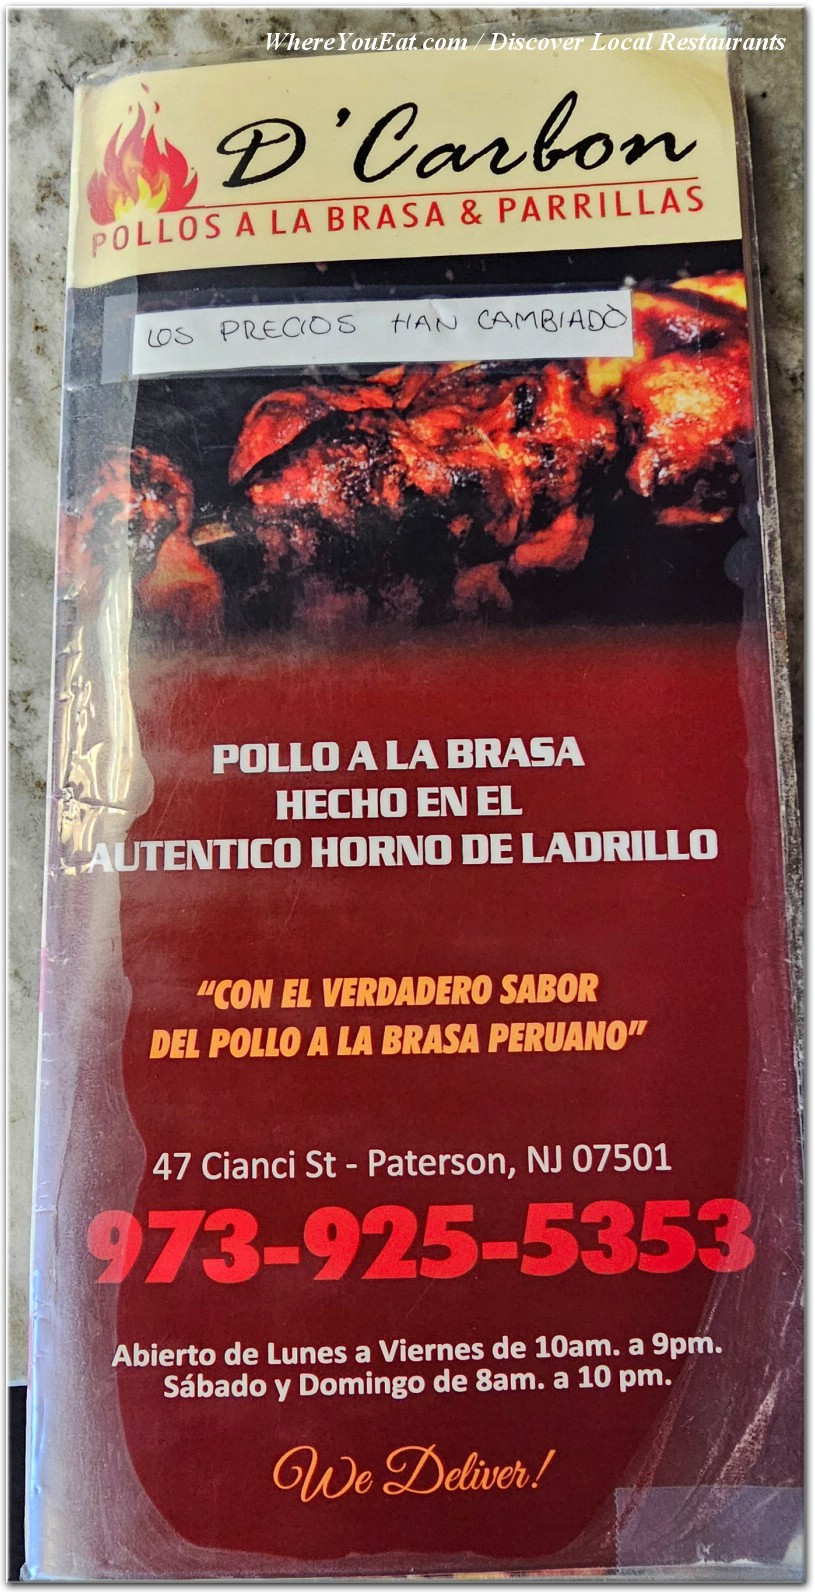 WhereYouEat.com / Discover Local Restaurants
D'Carbon
POLLOS A LA BRASA & PARRILLAS
LOS PRECIOS HAN CAMBIADO
POLLO A LA BRASA
HECHO EN EL
AUTENTICO HORNO DE LADRILLO
“CON EL VERDADERO SABOR
DEL POLLO A LA BRASA PERUANO”
47 Cianci St - Paterson, NJ 07501
973-925-5353
Abierto de Lunes a Viernes de 10am. a 9pm.
Sábado y Domingo de 8am. a 10 pm.
We Deliver!